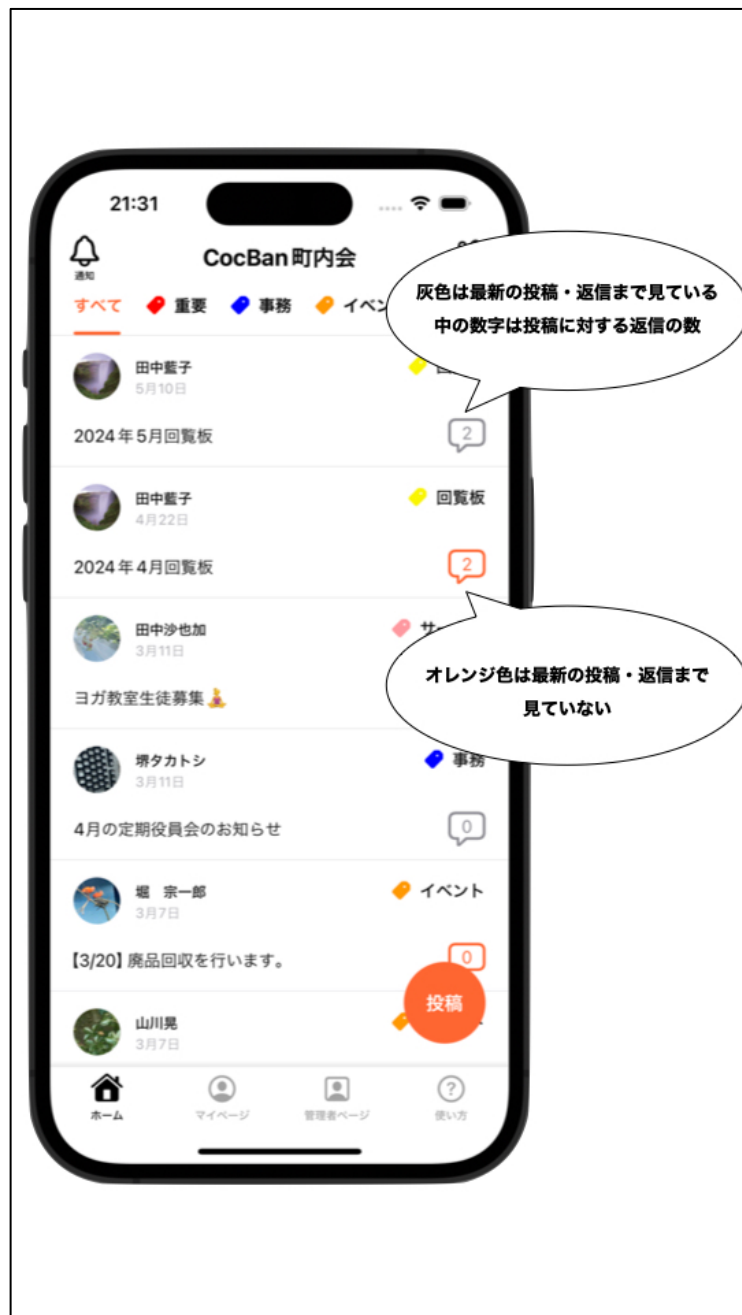 21:31
通知
CocBan町内会
すべて 重要 事務 イベン
灰色は最新の投稿・返信まで見ている
中の数字は投稿に対する返信の数
田中藍子
5月10日
2024年5月回覧板
2
田中藍子
回覧板
4月22日
2024年4月回覧板
2
田中沙也加
3月11日
ヨガ教室生徒募集
オレンジ色は最新の投稿・返信まで
見ていない
堺タカトシ
事務
3月11日
4月の定期役員会のお知らせ
0
堀 宗一郎
イベント
3月7日
【3/20】廃品回収を行います。
0
投稿
山川晃
3月7日
ホーム マイページ 管理者ページ 使い方